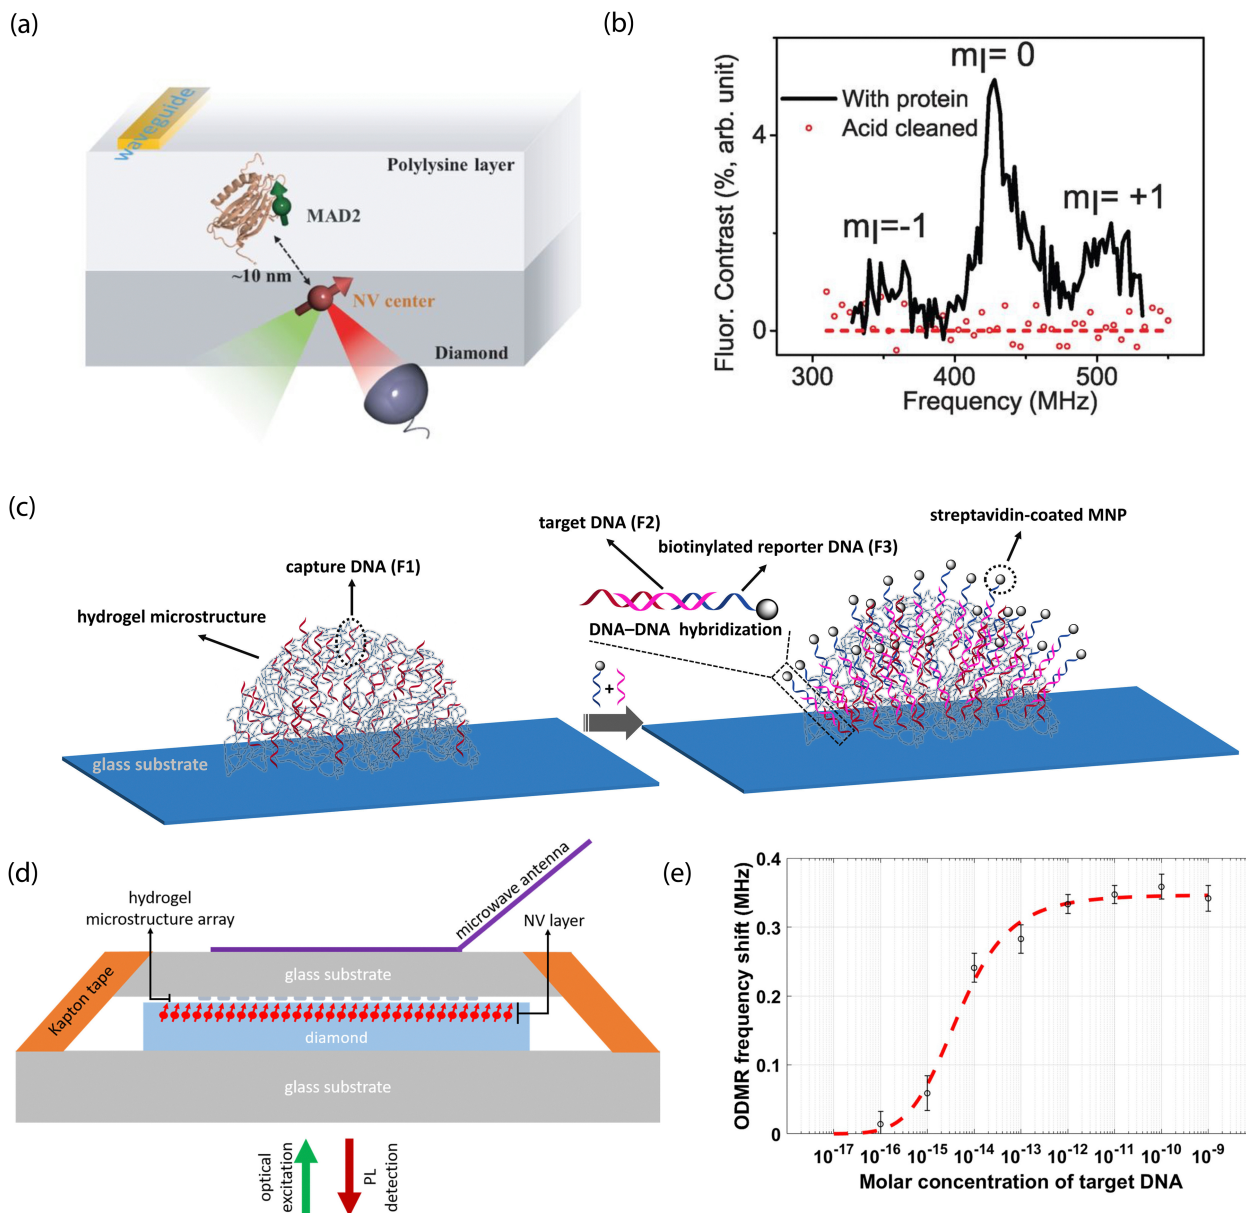 (a)
waveguide
Polylysine layer
MAD2
~10 nm
NV center
Diamond
(b)
mI= 0
With protein
Acid cleaned
mI=-1
mI= +1
4
0
300
400
500
Fluor. Contrast (%, arb. unit)
Frequency (MHz)
(c)
capture DNA (F1)
hydrogel microstructure
glass substrate
target DNA (F2)
biotinylated reporter DNA (F3)
streptavidin-coated MNP
DNA–DNA hybridization
+
(d)
hydrogel
microstructure array
microwave antenna
NV layer
Kapton tape
glass substrate
diamond
glass substrate
optical
excitation
PL
detection
(e)
ODMR frequency shift (MHz)
0.4
0.3
0.2
0.1
0
10-17
10-16
10-15
10-14
10-13
10-12
10-11
10-10
10-9
Molar concentration of target DNA